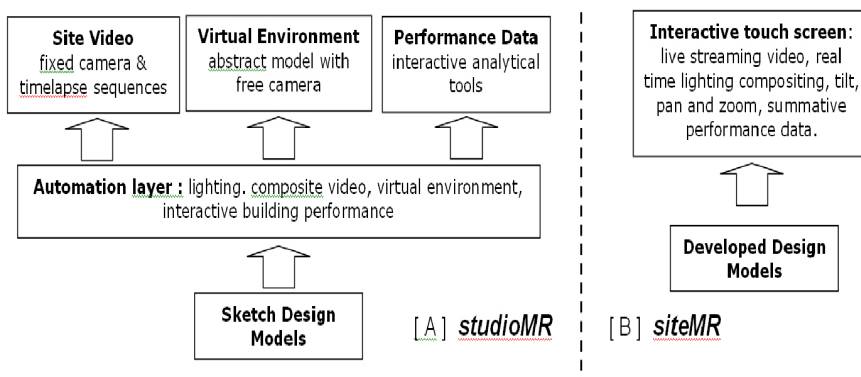 Site Video
fixed camera &
timelapse sequences
Virtual Environment
abstract model with
free camera
Performance Data
interactive analytical
tools
Automation layer : lighting. composite video, virtual environment,
interactive building performance
Sketch Design
Models
[ A ] studioMR
Interactive touch screen:
live streaming video, real
time lighting compositing, tilt,
pan and zoom, summative
performance data.
Developed Design
Models
[ B ] siteMR